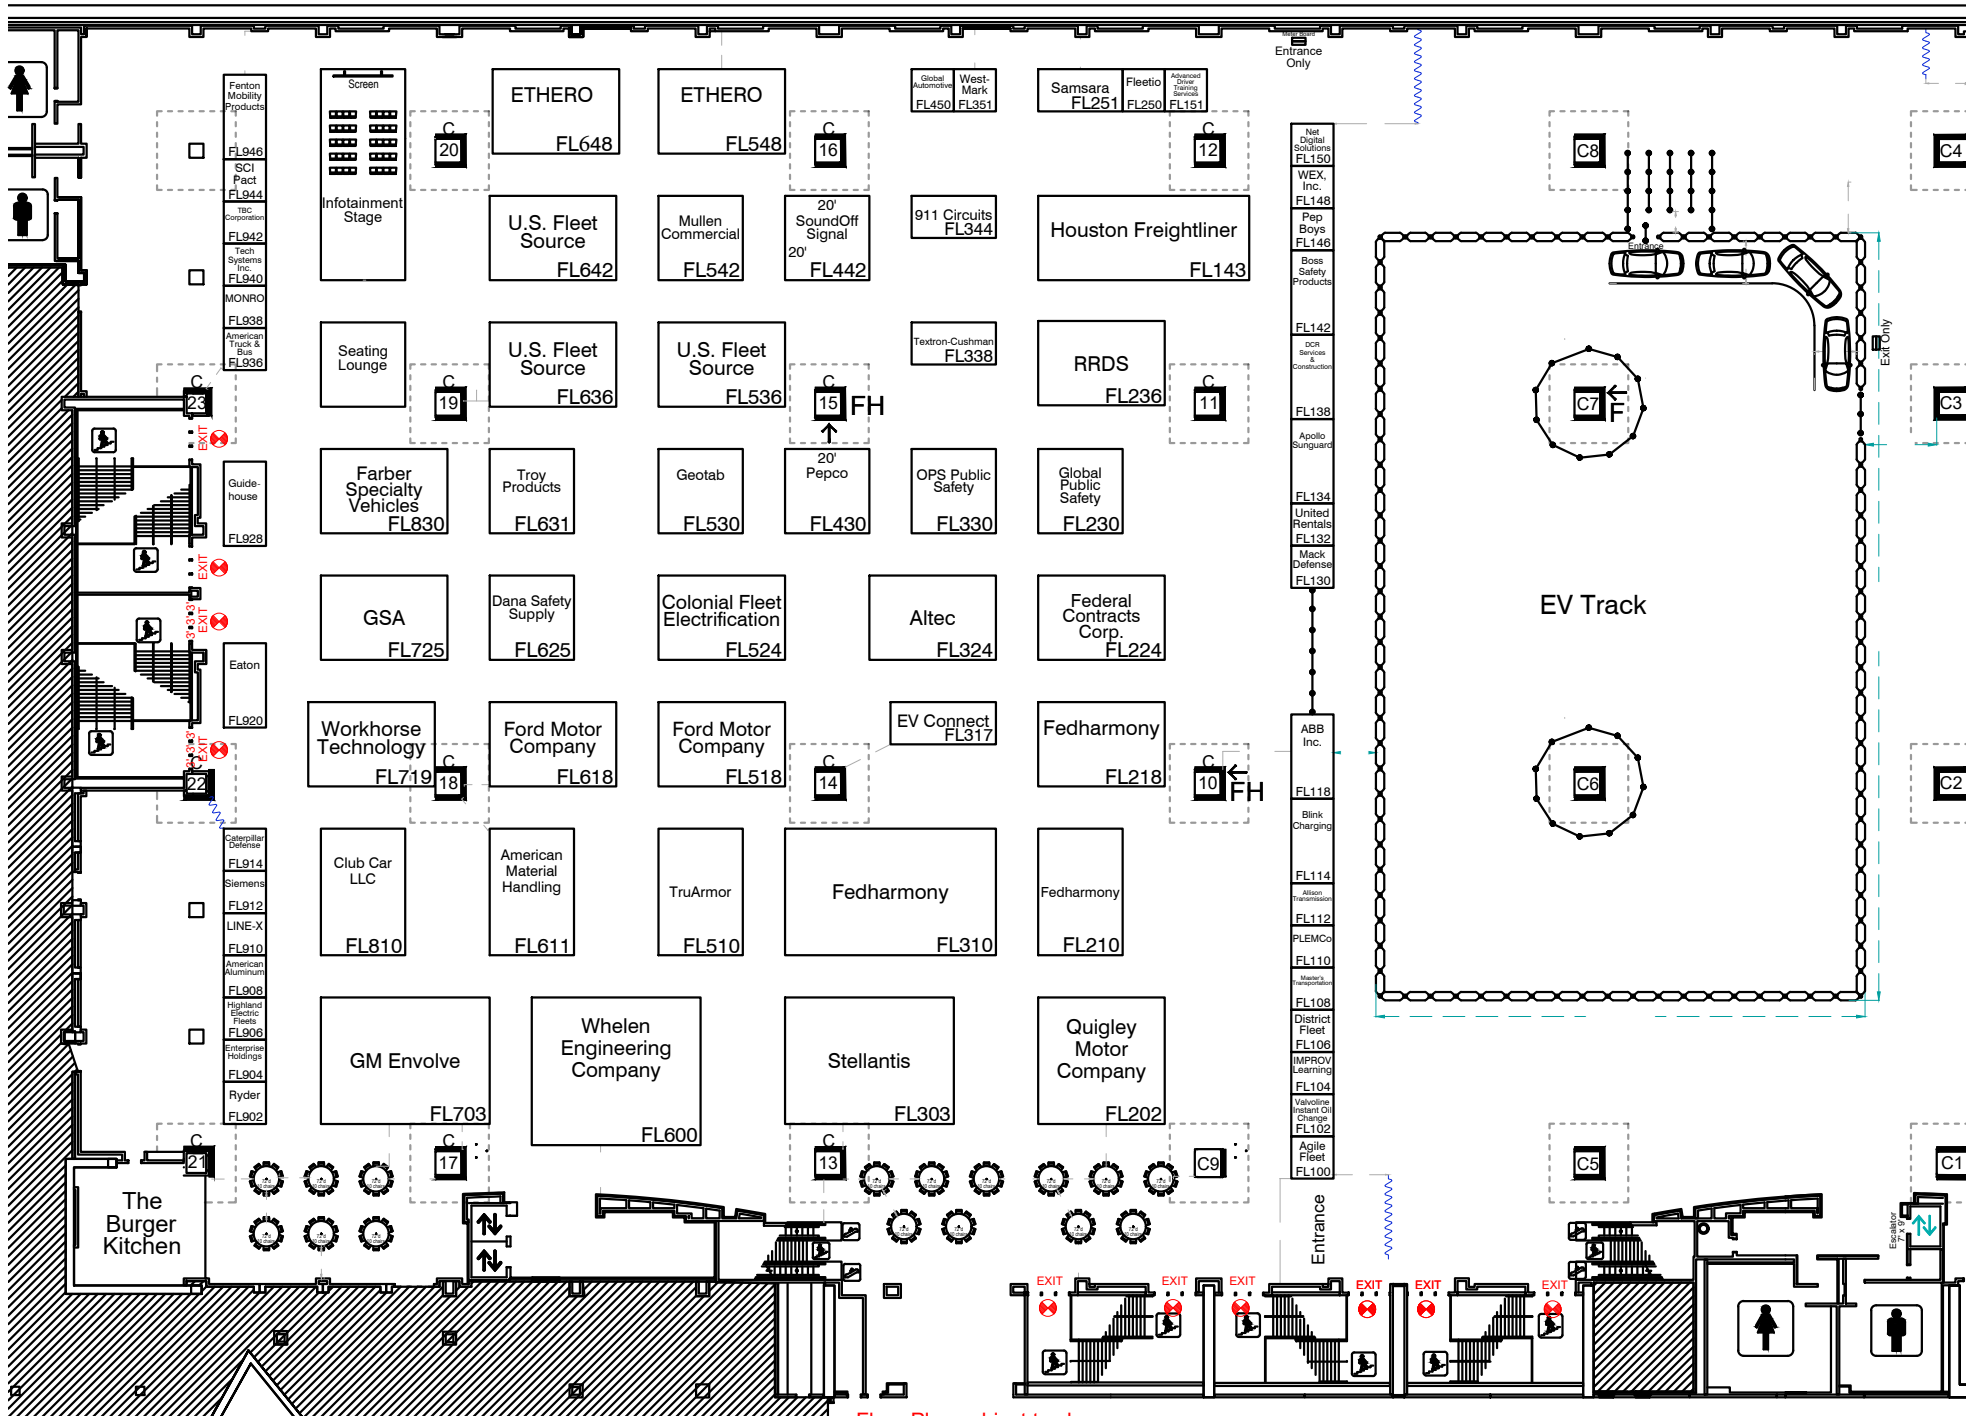 Meter Board
Entrance
Only
Fenton
Mobility
Products
FL946
SCI
Pact
FL944
TBC
Corporation
FL942
Tech
Systems
Inc.
FL940
MONRO
FL938
American
Truck &
Bus
FL936
Screen
Infotainment
Stage
C
20
ETHERO
FL648
ETHERO
FL548
C
16
Global
Automotive
FL450
West-
Mark
FL351
Samsara
FL251
Fleetio
FL250
Advanced
Driver
Training
Services
FL151
C
12
Net
Digital
Solutions
FL150
WEX,
Inc.
FL148
Pep
Boys
FL146
Boss
Safety
Products
FL142
DCR
Services
&
Construction
FL138
Apollo
Sunguard
FL134
United
Rentals
FL132
Mack
Defense
FL130
C8
C4
U.S. Fleet
Source
FL642
Mullen
Commercial
FL542
20'
SoundOff
Signal
20'
FL442
911 Circuits
FL344
Houston Freightliner
FL143
Entrance
Exit Only
Seating
Lounge
U.S. Fleet
Source
FL636
U.S. Fleet
Source
FL536
Textron-Cushman
FL338
RRDS
FL236
C
23
C
19
C
15
FH
C
11
C7
F
C3
EXIT
Guide-
house
FL928
Farber
Specialty
Vehicles
FL830
Troy
Products
FL631
Geotab
FL530
20'
Pepco
FL430
OPS Public
Safety
FL330
Global
Public
Safety
FL230
EXIT
3'
3'
3'
EXIT
GSA
FL725
Dana Safety
Supply
FL625
Colonial Fleet
Electrification
FL524
Altec
FL324
Federal
Contracts
Corp.
FL224
EV Track
Eaton
FL920
Workhorse
Technology
FL719
Ford Motor
Company
FL618
Ford Motor
Company
FL518
EV Connect
FL317
Fedharmony
FL218
ABB
Inc.
FL118
3'
3'
3'
EXIT
C
22
C
18
C
14
C
10
FH
C6
C2
Caterpillar
Defense
FL914
Siemens
FL912
LINE-X
FL910
American
Aluminum
FL908
Highland
Electric
Fleets
FL906
Enterprise
Holdings
FL904
Ryder
FL902
Club Car
LLC
FL810
American
Material
Handling
FL611
TruArmor
FL510
Fedharmony
FL310
Fedharmony
FL210
Blink
Charging
FL114
Allison
Transmission
FL112
PLEMCo
FL110
Master's
Transportation
FL108
District
Fleet
FL106
IMPROV
Learning
FL104
Valvoline
Instant Oil
Change
FL102
Agile
Fleet
FL100
GM Envolve
FL703
Whelen
Engineering
Company
FL600
Stellantis
FL303
Quigley
Motor
Company
FL202
C
21
C
17
C
13
C9
C5
C1
The
Burger
Kitchen
Entrance
Escalator
7' x 9'
EXIT
EXIT
EXIT
EXIT
EXIT
EXIT